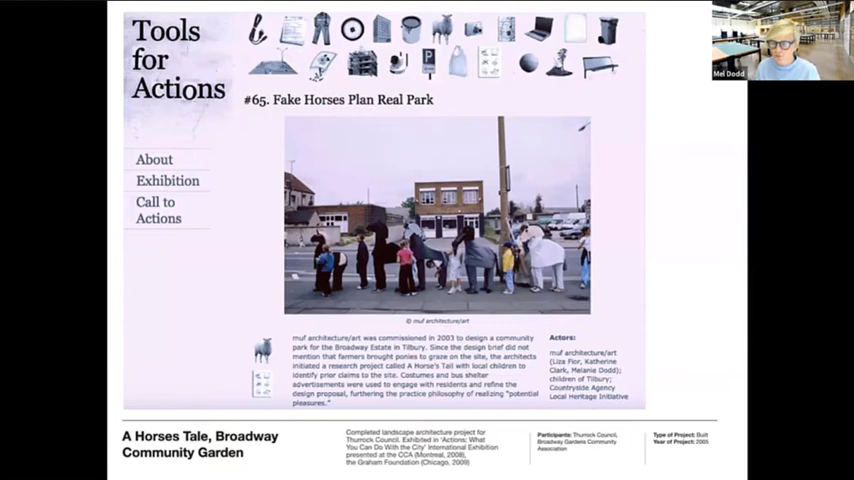 Tools
for
Actions
Mel Dodd
#65. Fake Horses Plan Real Park
About
Exhibition
Call to
Actions
© muf architecture/art
muf architecture/art was commissioned in 2003 to design a community
park for the Broadway Estate in Tilbury. Since the design brief did not
mention that farmers brought ponies to graze on the site, the architects
initiated a research project called A Horse's Tail with local children to
identify prior claims to the site. Costumes and bus shelter
advertisements were used to engage with residents and refine the
design proposal, furthering the practice philosophy of realizing "potential
pleasures."
Actors:
muf architecture/art
(Liza Fior, Katherine
Clark, Melanie Dodd);
children of Tilbury;
Countryside Agency
Local Heritage Initiative
A Horses Tale, Broadway
Community Garden
Completed landscape architecture project for
Thurrock Council. Exhibited in 'Actions: What
You Can Do With the City' International Exhibition
presented at the CCA (Montreal, 2008),
the Graham Foundation (Chicago, 2009)
Participants: Thurrock Council,
Broadway Gardens Community
Association
Type of Project: Built
Year of Project: 2005